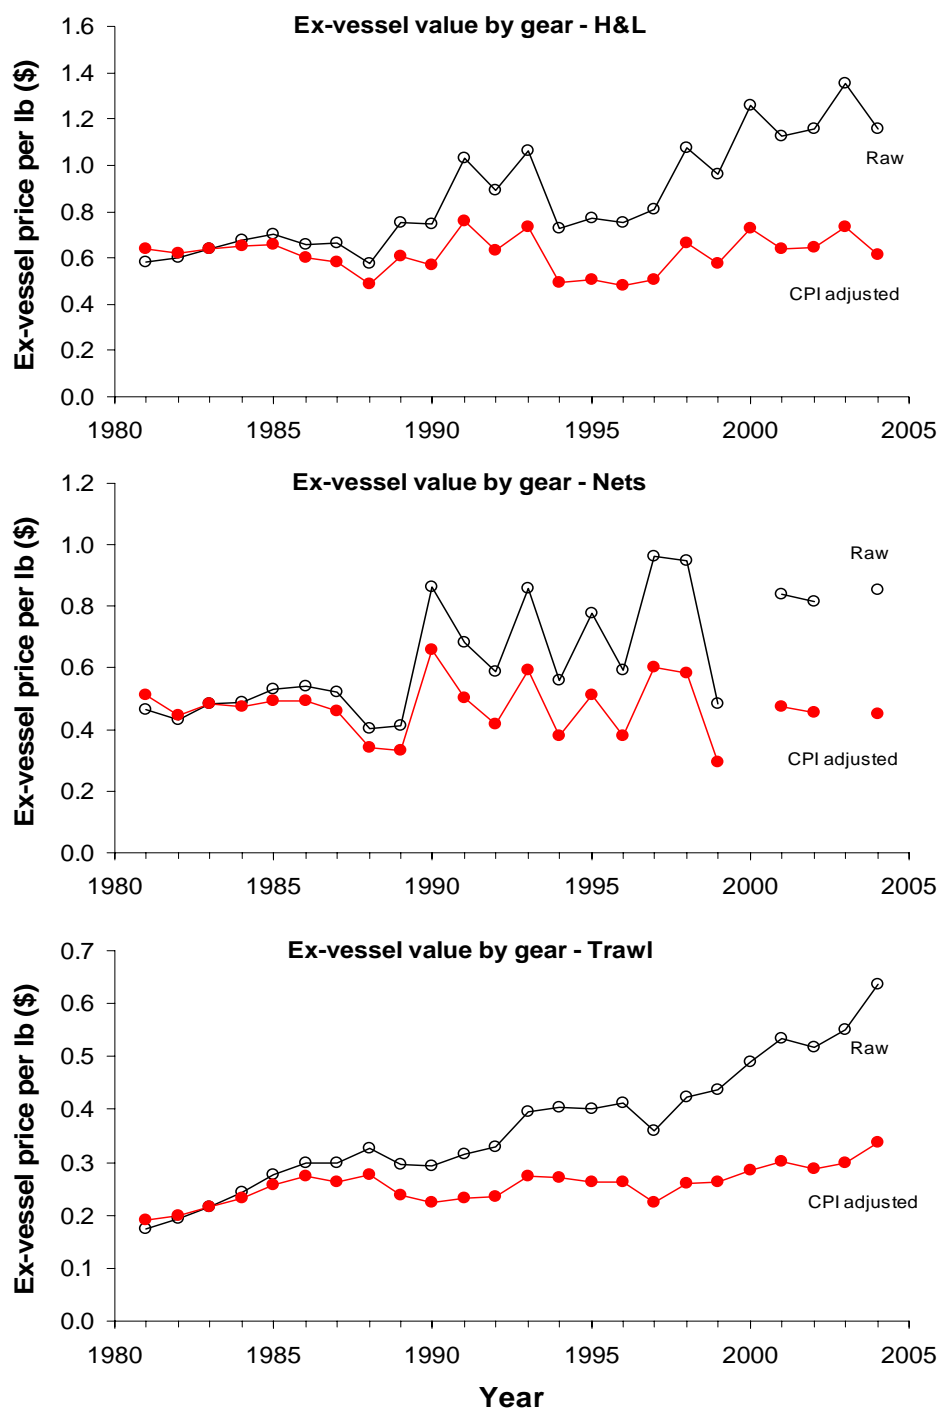 Ex-vessel value by gear - H&L
Ex-vessel price per lb ($)
1.6
1.4
1.2
1.0
0.8
0.6
0.4
0.2
0.0
Raw
CPI adjusted
1980 1985 1990 1995 2000 2005
Ex-vessel value by gear - Nets
Ex-vessel price per lb ($)
1.2
1.0
0.8
0.6
0.4
0.2
0.0
Raw
CPI adjusted
1980 1985 1990 1995 2000 2005
Ex-vessel value by gear - Trawl
Ex-vessel price per lb ($)
0.7
0.6
0.5
0.4
0.3
0.2
0.1
0.0
Raw
CPI adjusted
1980 1985 1990 1995 2000 2005
Year